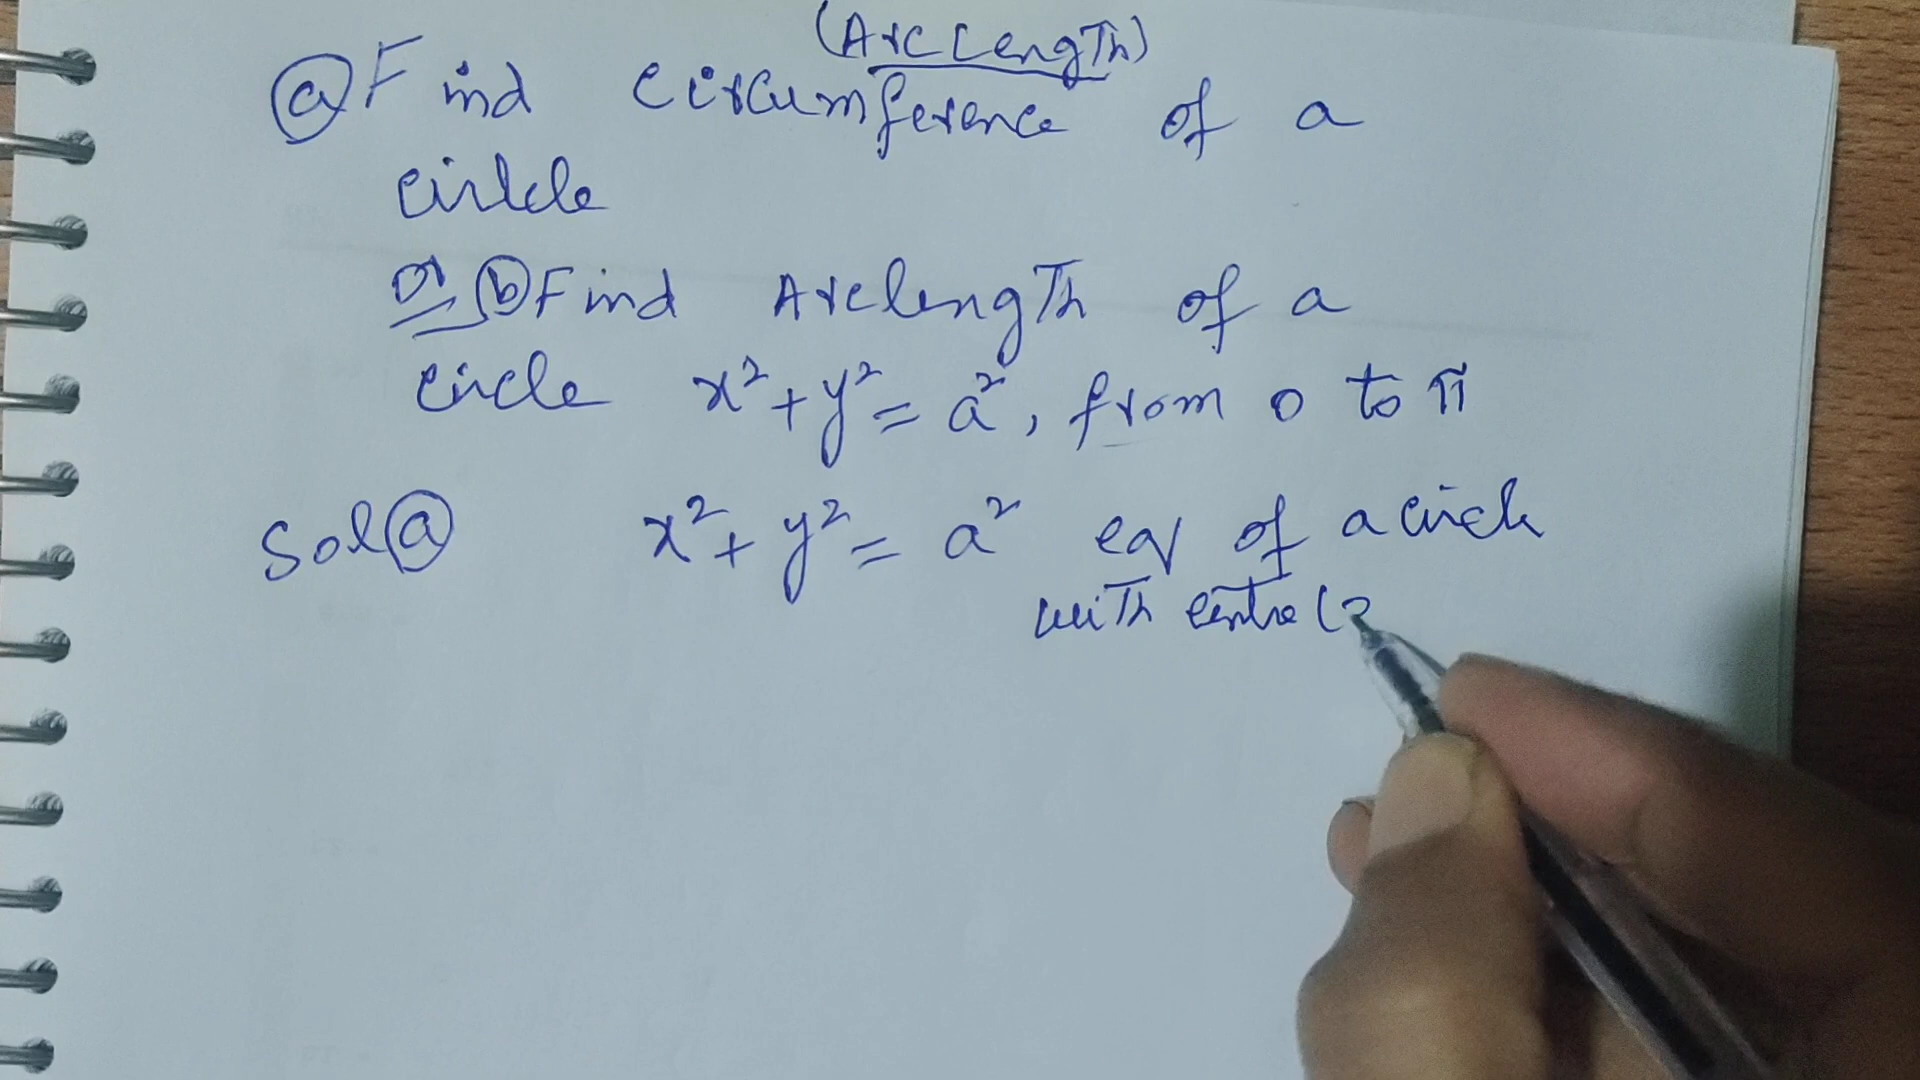 (Arc Length)
(a) Find circumference of a
cirlcle
or (b) Find Arclength of a
circle x²+y²=a², from 0 to π
Sol (a) x²+y²=a² eq of a circle
with centre (